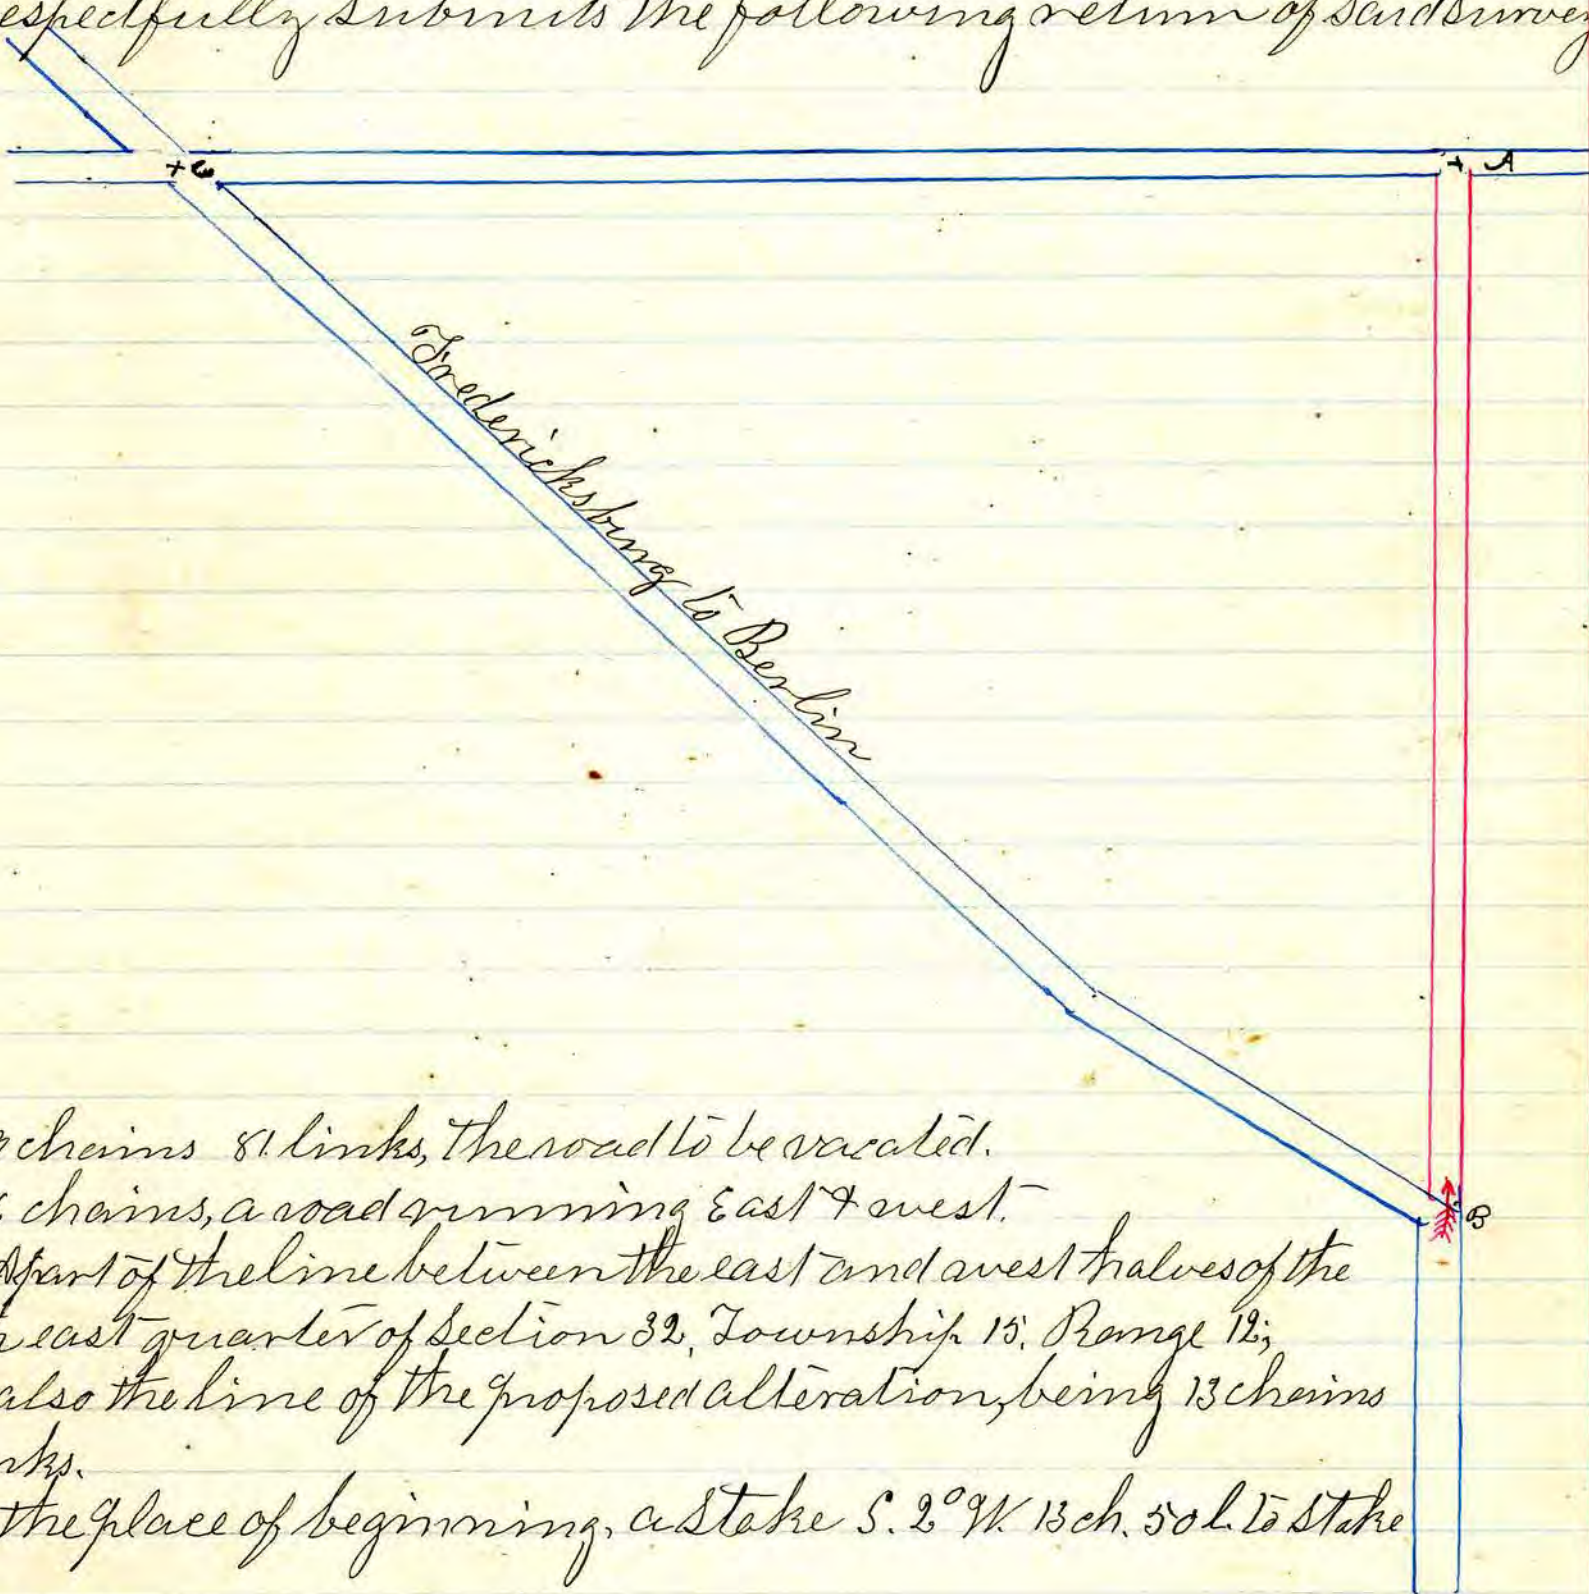 espectfully submits the following return of said survey
+ C
+ A
Fredericksburg to Berlin
B
chains 81 links, The road to be vacated.
chains, a road running East & west.
part of the line between the east and west halves of the
east quarter of Section 32, Township 15, Range 12;
also the line of the proposed alteration, being 13 chains
nks.
the place of beginning, a stake S. 2° W. 13 ch. 50 l. to stake